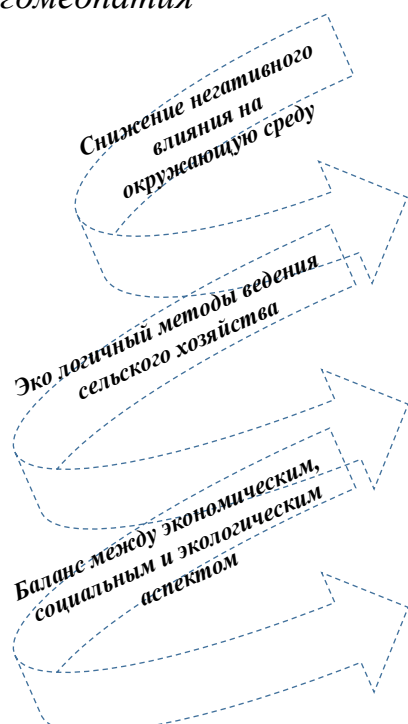 гомеопатия
Снижение негативного
влияния на
окружающую среду
Эко логичный методы ведения
сельского хозяйства
Баланс между экономическим,
социальным и экологическим
аспектом